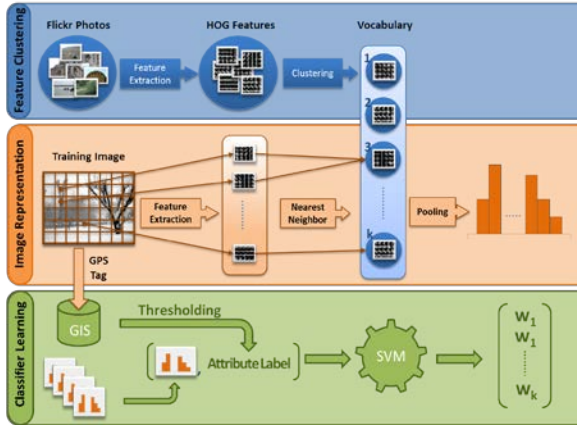 Feature Clustering
Flickr Photos
HOG Features
Vocabulary
Feature
Extraction
Clustering
1
2
3
k
Image Representation
Training Image
Feature
Extraction
Nearest
Neighbor
Pooling
GPS
Tag
Classifier Learning
GIS
Thresholding
, Attribute Label
SVM
w1
w1
wk